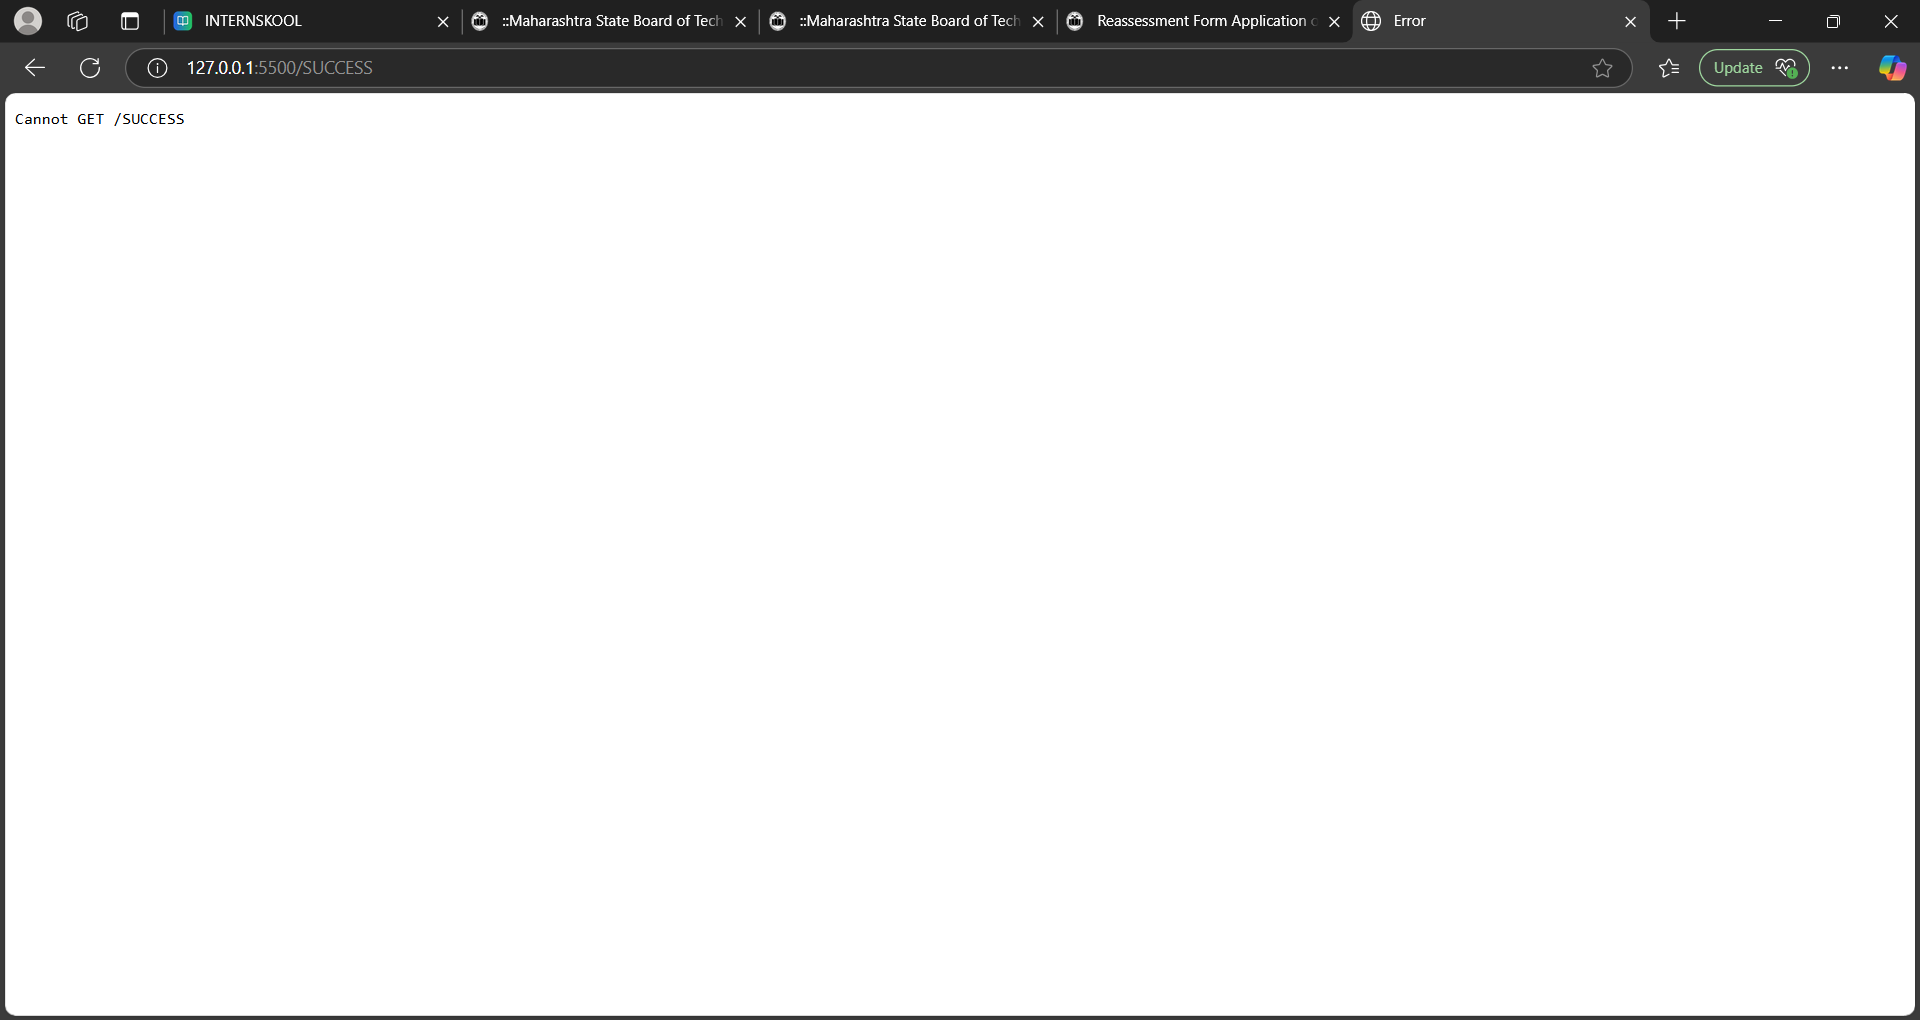 INTERNSKOOL
::Maharashtra State Board of Tech
::Maharashtra State Board of Tech
Reassessment Form Application
Error
127.0.0.1:5500/SUCCESS
Update
Cannot GET /SUCCESS